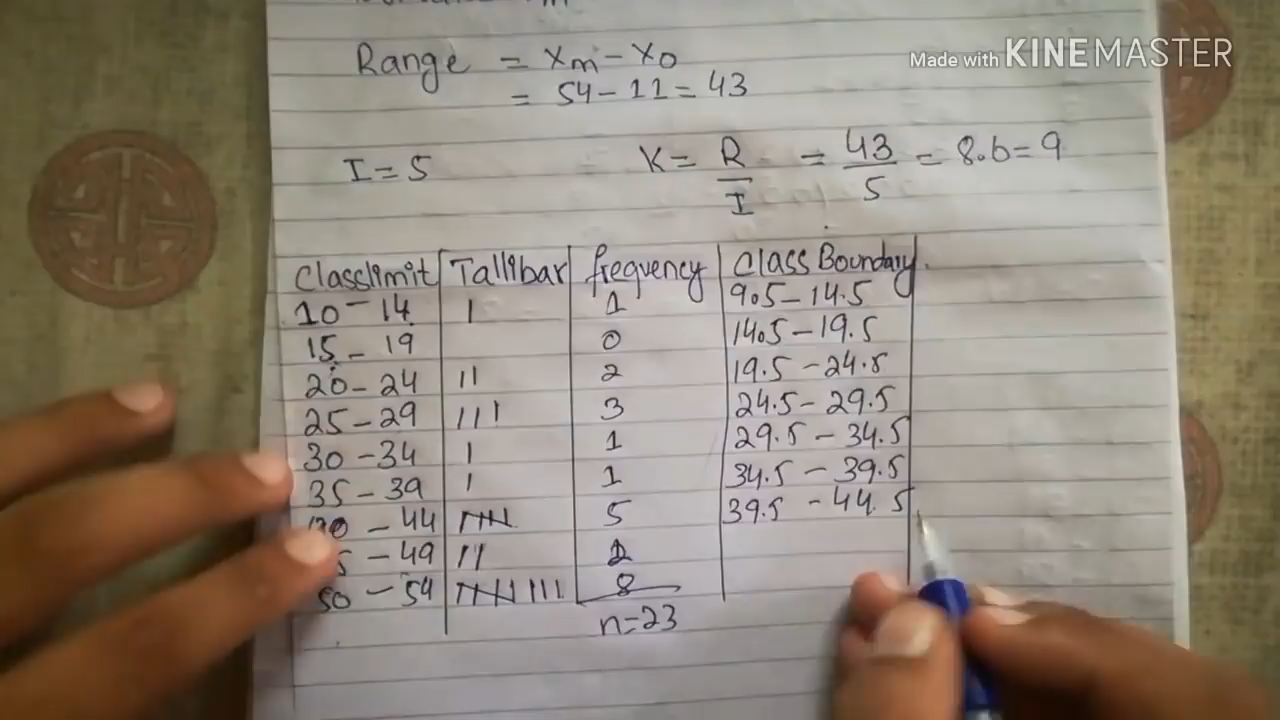 Made with KINEMASTER
Range = Xm - X0
= 54 - 11 = 43
I = 5
K = R / I = 43 / 5 = 8.6 = 9
Classlimit Tallibar frequency Class Boundary.
10 - 14 | 1 9.5 - 14.5
15 - 19 0 14.5 - 19.5
20 - 24 || 2 19.5 - 24.5
25 - 29 ||| 3 24.5 - 29.5
30 - 34 | 1 29.5 - 34.5
35 - 39 | 1 34.5 - 39.5
- 44 |||| 5 39.5 - 44.5
- 49 || 2
50 - 54 |||| ||| 8
n=23